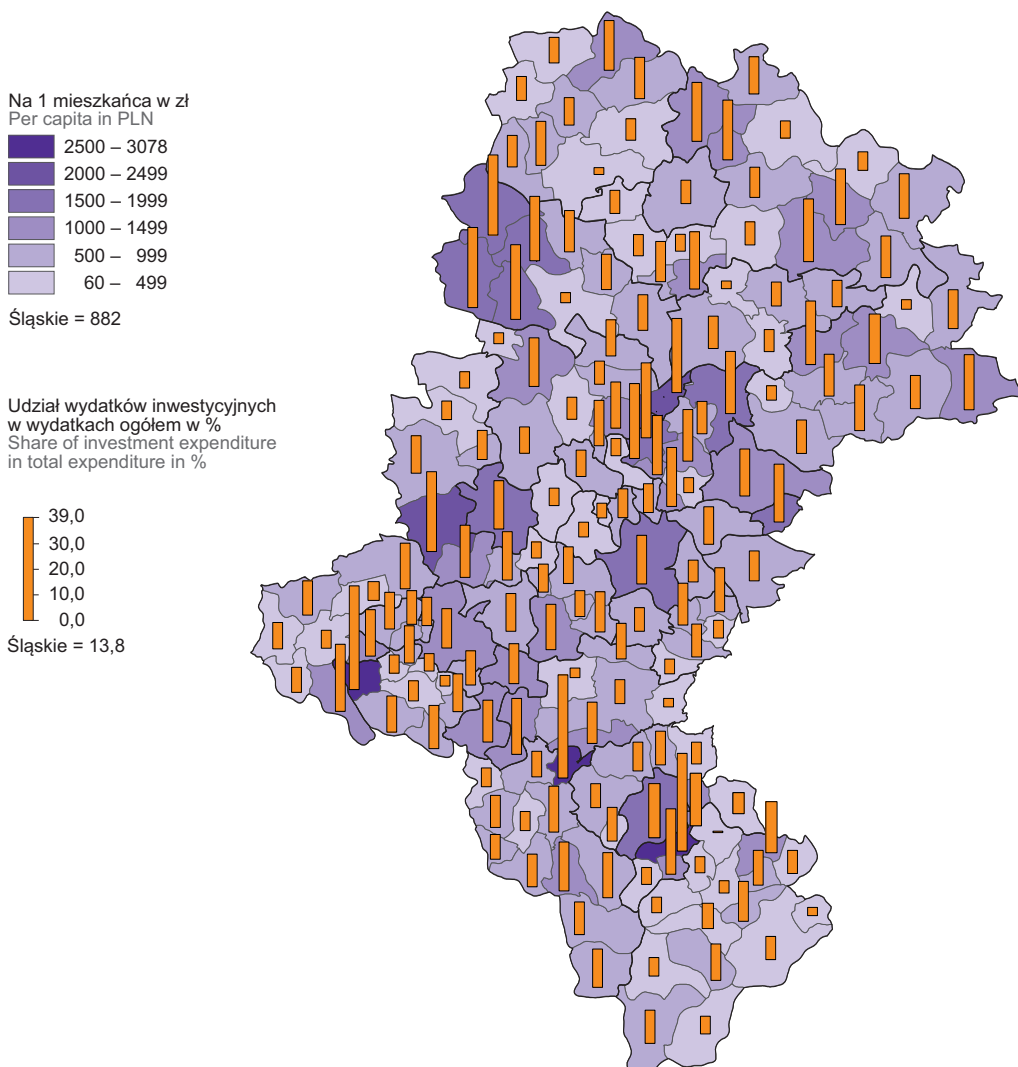 Na 1 mieszkańca w zł
Per capita in PLN
2500 – 3078
2000 – 2499
1500 – 1999
1000 – 1499
500 – 999
60 – 499
Śląskie = 882
Udział wydatków inwestycyjnych
w wydatkach ogółem w %
Share of investment expenditure
in total expenditure in %
39,0
30,0
20,0
10,0
0,0
Śląskie = 13,8